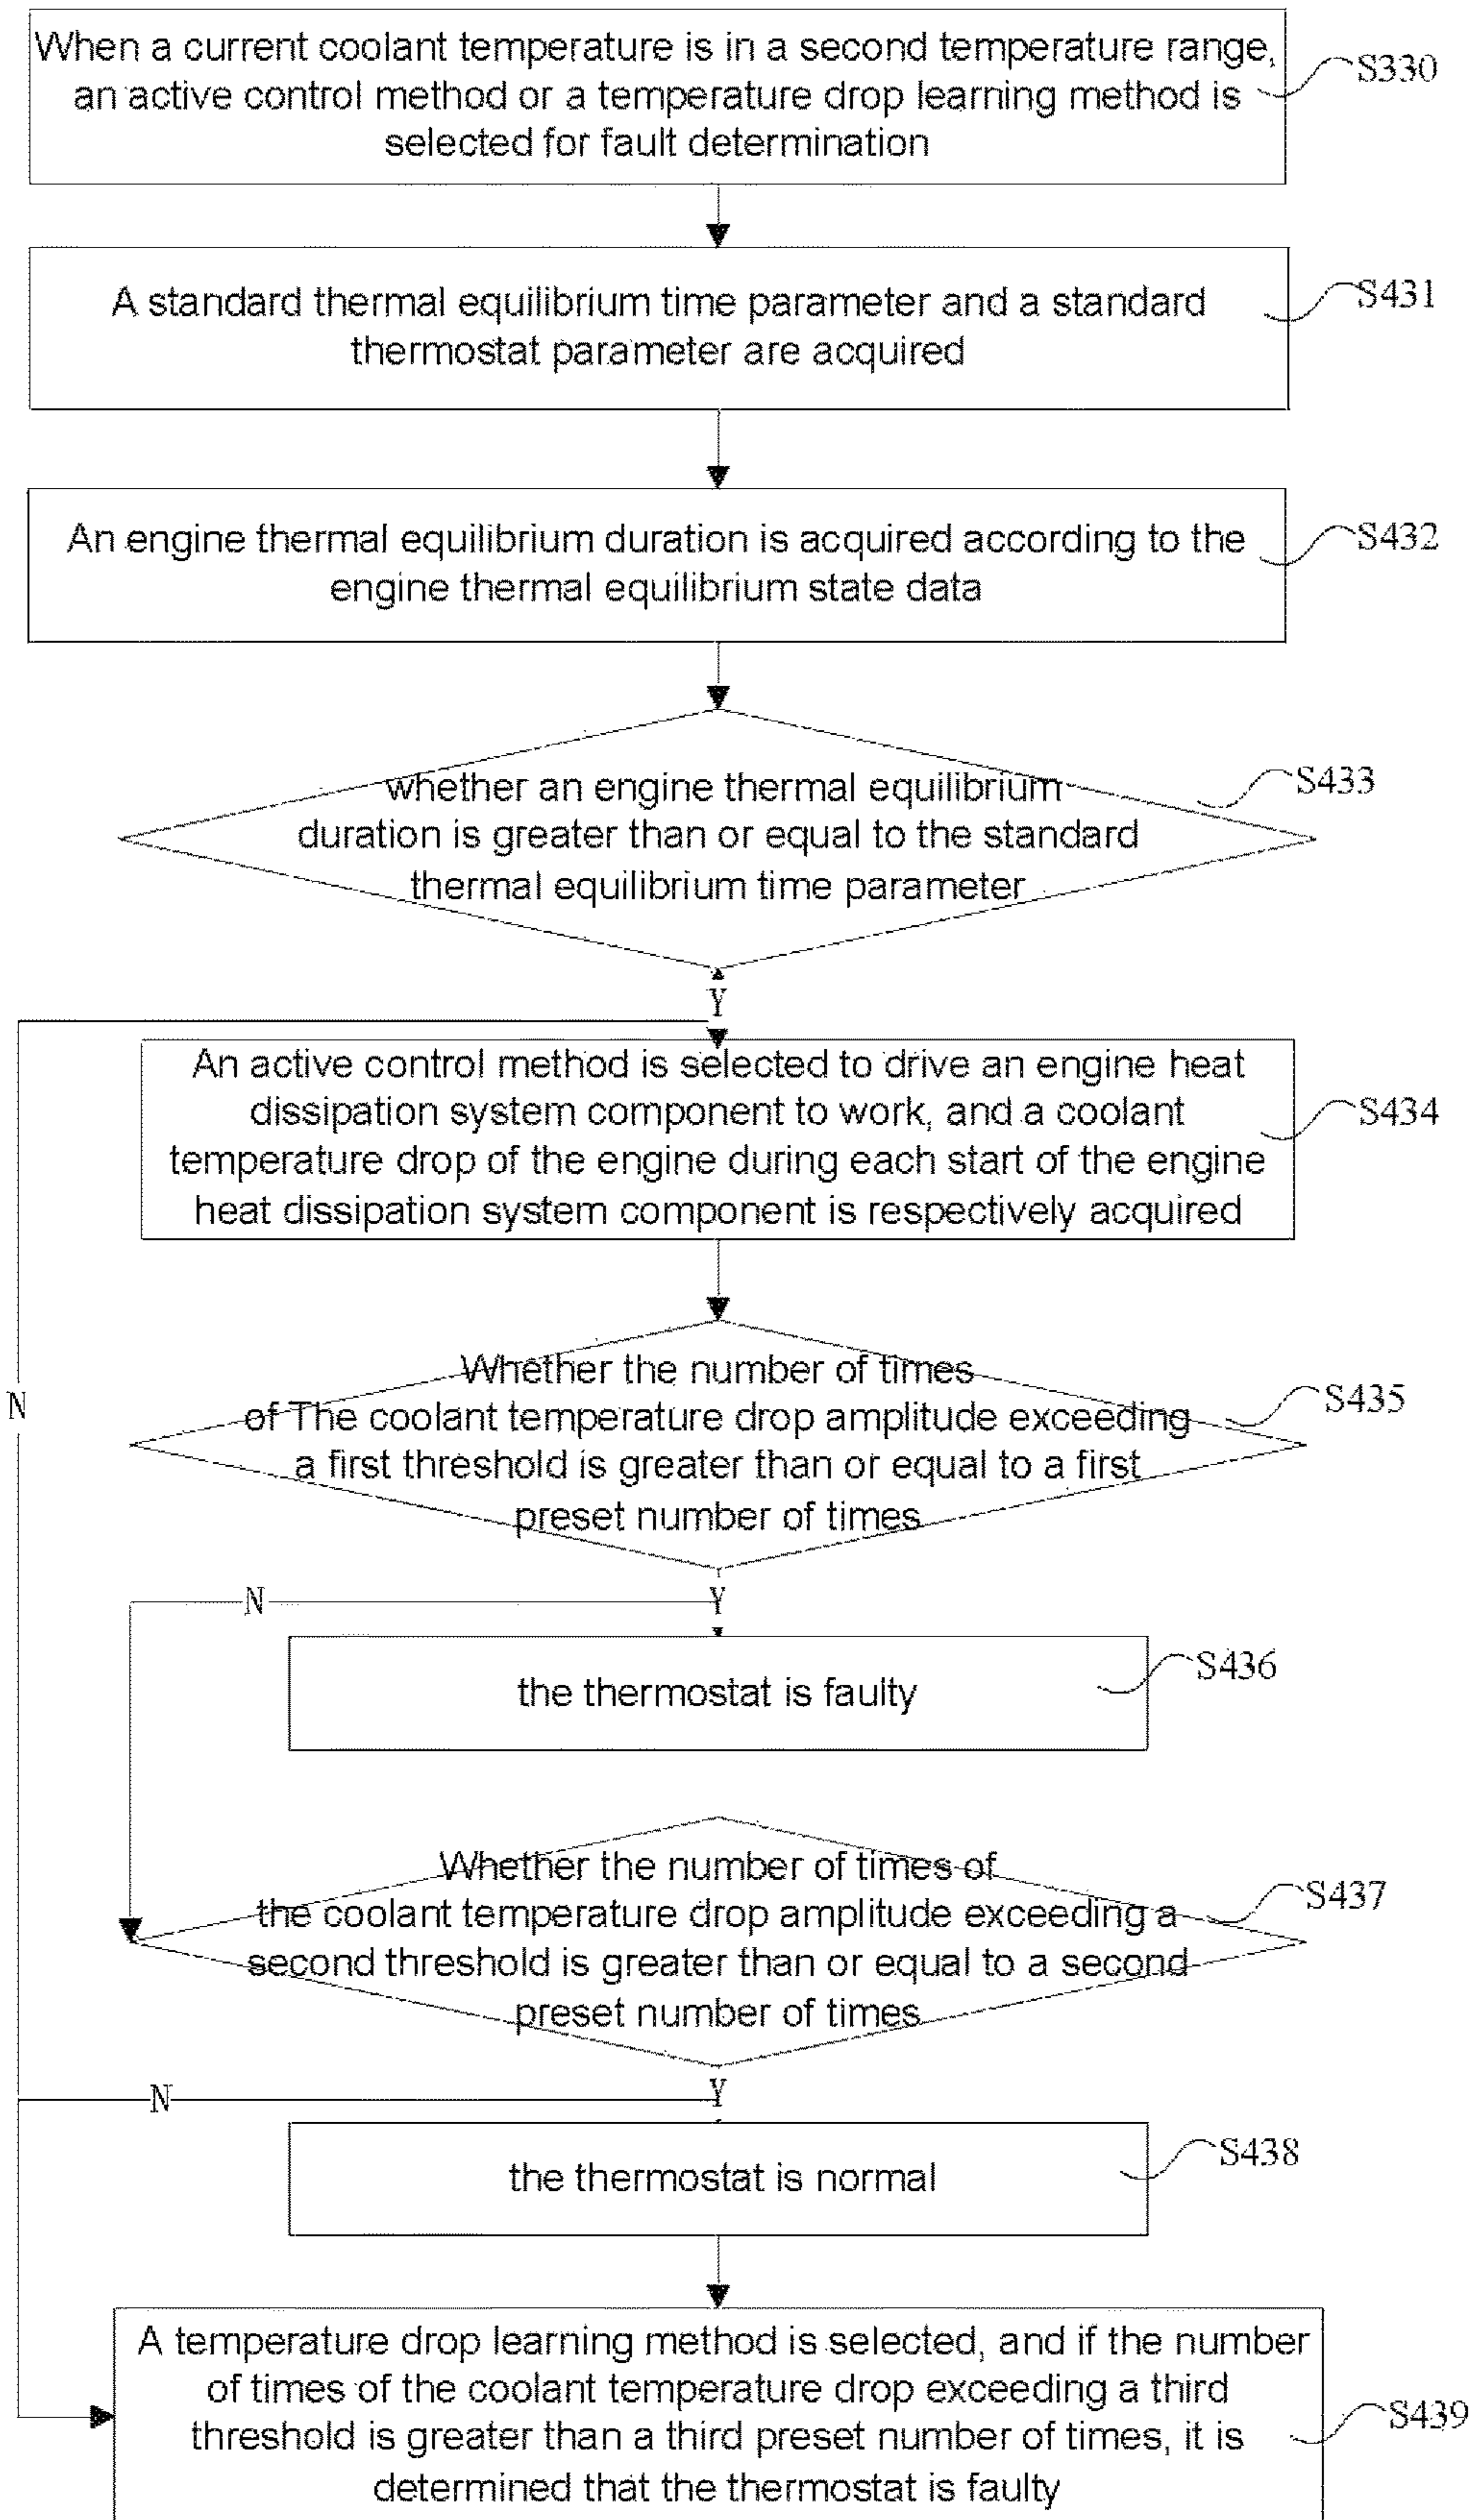 When a current coolant temperature is in a second temperature range,
an active control method or a temperature drop learning method is
selected for fault determination
S330
A standard thermal equilibrium time parameter and a standard
thermostat parameter are acquired
S431
An engine thermal equilibrium duration is acquired according to the
engine thermal equilibrium state data
S432
whether an engine thermal equilibrium
duration is greater than or equal to the standard
thermal equilibrium time parameter
S433
Y
An active control method is selected to drive an engine heat
dissipation system component to work, and a coolant
temperature drop of the engine during each start of the engine
heat dissipation system component is respectively acquired
S434
N
Whether the number of times
of The coolant temperature drop amplitude exceeding
a first threshold is greater than or equal to a first
preset number of times
S435
N
Y
the thermostat is faulty
S436
Whether the number of times of
the coolant temperature drop amplitude exceeding a
second threshold is greater than or equal to a second
preset number of times
S437
N
Y
the thermostat is normal
S438
A temperature drop learning method is selected, and if the number
of times of the coolant temperature drop exceeding a third
threshold is greater than a third preset number of times, it is
determined that the thermostat is faulty
S439